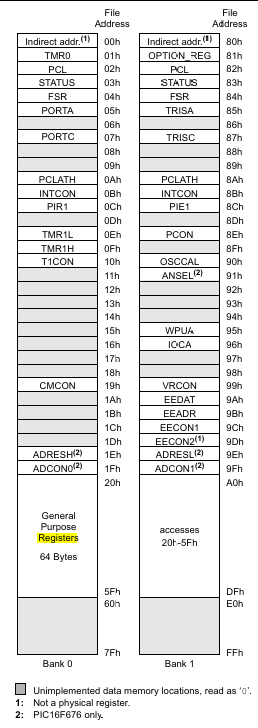 File
Address
File
Address
Indirect addr.(1) 00h Indirect addr.(1) 80h
TMR0 01h OPTION_REG 81h
PCL 02h PCL 82h
STATUS 03h STATUS 83h
FSR 04h FSR 84h
PORTA 05h TRISA 85h
06h 86h
PORTC 07h TRISC 87h
08h 88h
09h 89h
PCLATH 0Ah PCLATH 8Ah
INTCON 0Bh INTCON 8Bh
PIR1 0Ch PIE1 8Ch
0Dh 8Dh
TMR1L 0Eh PCON 8Eh
TMR1H 0Fh 8Fh
T1CON 10h OSCCAL 90h
11h ANSEL(2) 91h
12h 92h
13h 93h
14h 94h
15h WPUA 95h
16h IOCA 96h
17h 97h
18h 98h
CMCON 19h VRCON 99h
1Ah EEDAT 9Ah
1Bh EEADR 9Bh
1Ch EECON1 9Ch
1Dh EECON2(1) 9Dh
ADRESH(2) 1Eh ADRESL(2) 9Eh
ADCON0(2) 1Fh ADCON1(2) 9Fh
20h A0h
General
Purpose
Registers
64 Bytes
accesses
20h-5Fh
5Fh DFh
60h E0h
7Fh FFh
Bank 0 Bank 1
Unimplemented data memory locations, read as '0'.
1: Not a physical register.
2: PIC16F676 only.